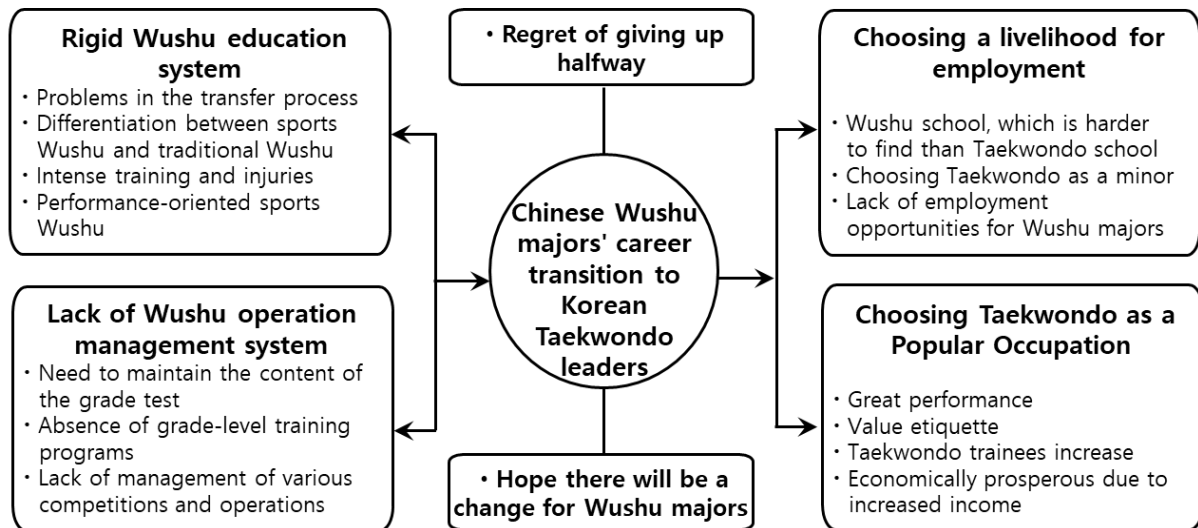 Rigid Wushu education
system
· Problems in the transfer process
· Differentiation between sports
Wushu and traditional Wushu
· Intense training and injuries
· Performance-oriented sports
Wushu
Lack of Wushu operation
management system
· Need to maintain the content of
the grade test
· Absence of grade-level training
programs
· Lack of management of various
competitions and operations
· Regret of giving up
halfway
Chinese Wushu
majors' career
transition to
Korean
Taekwondo
leaders
· Hope there will be a
change for Wushu majors
Choosing a livelihood for
employment
· Wushu school, which is harder
to find than Taekwondo school
· Choosing Taekwondo as a minor
· Lack of employment
opportunities for Wushu majors
Choosing Taekwondo as a
Popular Occupation
· Great performance
· Value etiquette
· Taekwondo trainees increase
· Economically prosperous due to
increased income